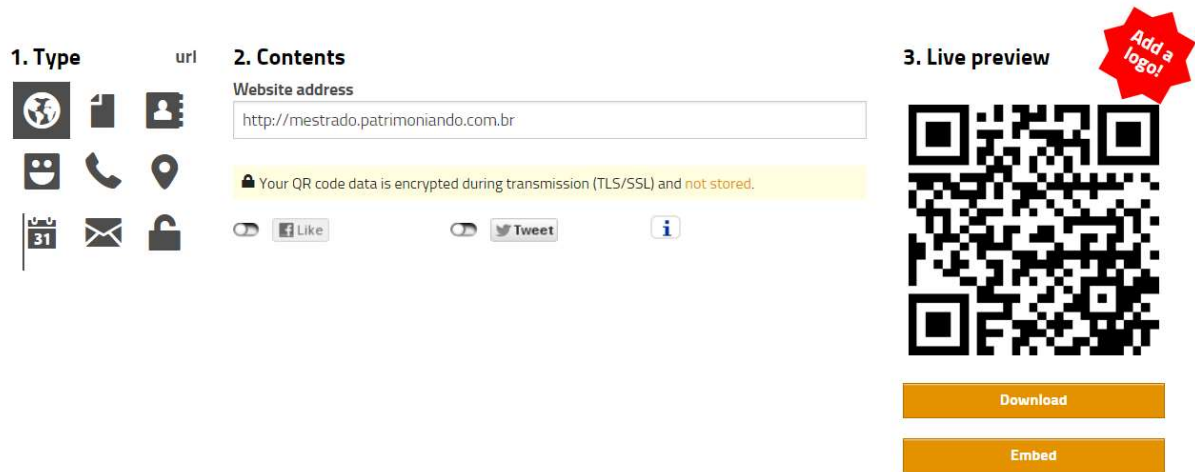 1. Type
url
2. Contents
Website address
http://mestrado.patrimoniando.com.br
Your QR code data is encrypted during transmission (TLS/SSL) and not stored.
Like
Tweet
i
31
3. Live preview
Add a
logo!
Download
Embed